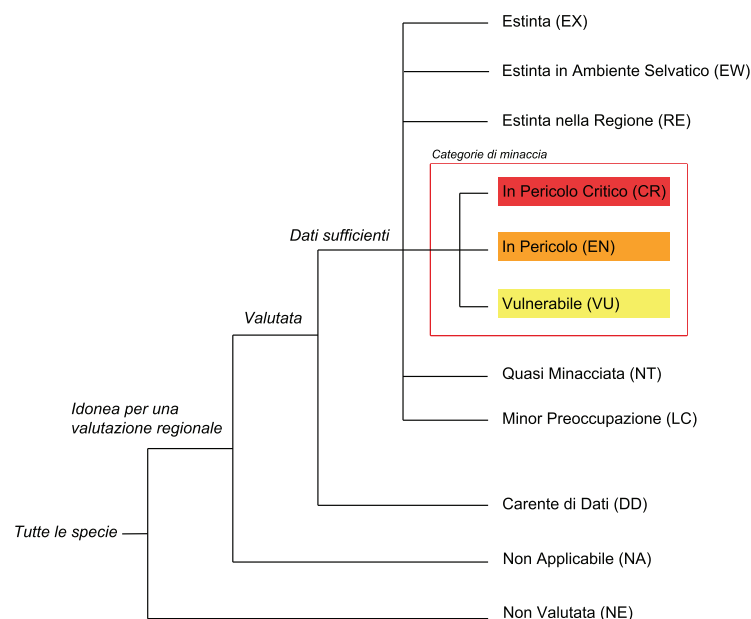 Estinta (EX)
Estinta in Ambiente Selvatico (EW)
Estinta nella Regione (RE)
Categorie di minaccia
In Pericolo Critico (CR)
Dati sufficienti
In Pericolo (EN)
Vulnerabile (VU)
Valutata
Quasi Minacciata (NT)
Idonea per una
valutazione regionale
Minor Preoccupazione (LC)
Carente di Dati (DD)
Tutte le specie
Non Applicabile (NA)
Non Valutata (NE)